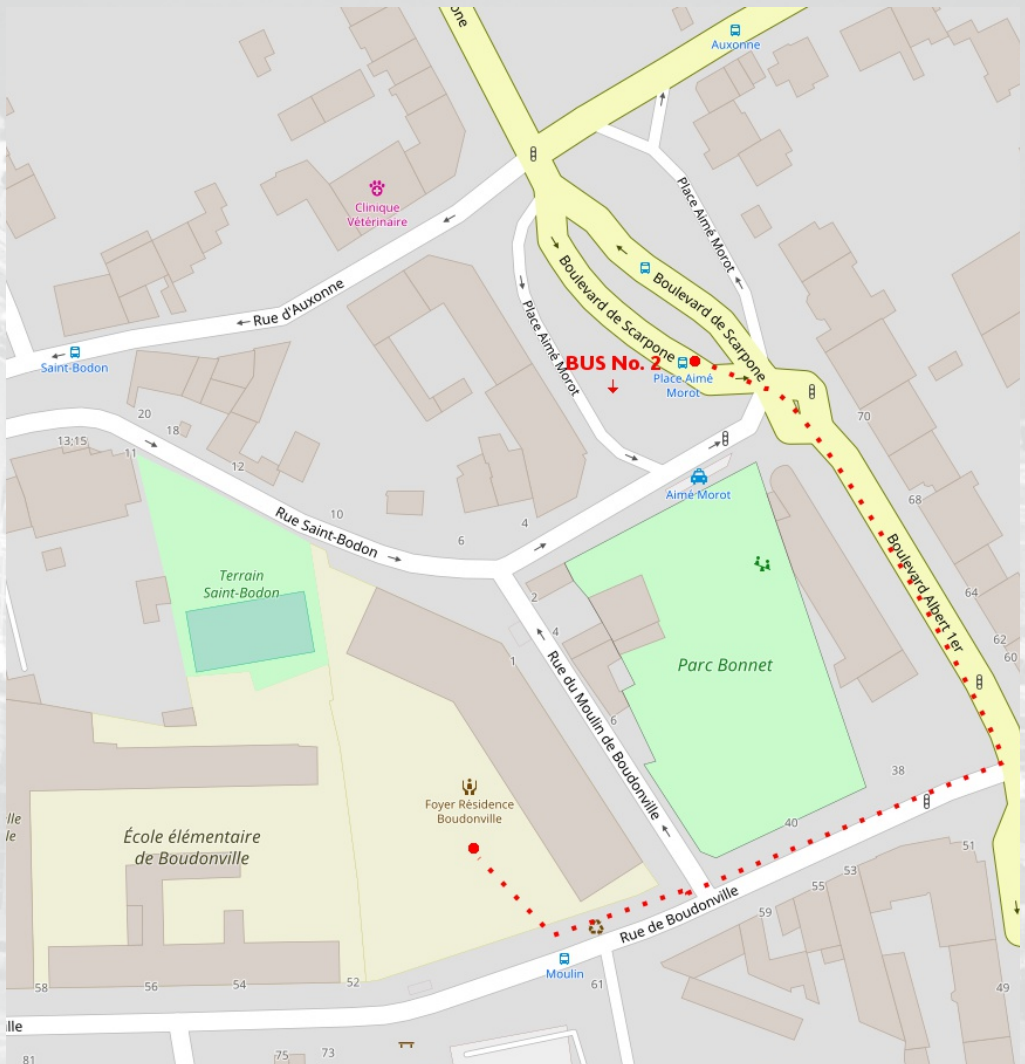 one
Auxonne
Clinique
Vétérinaire
Place Aimé Morot
Boulevard de Scarpone
Boulevard de Scarpone
Rue d'Auxonne
Place Aimé Morot
Saint-Bodon
BUS No. 2
Place Aimé
Morot
20
18
13;15
11
12
70
10
Aimé Morot
68
4
6
Rue Saint-Bodon
Boulevard Albert 1er
Terrain
Saint-Bodon
64
2
4
62
60
1
Parc Bonnet
Rue du Moulin de Boudonville
6
38
Foyer Résidence
Boudonville
lle
le
40
École élémentaire
de Boudonville
51
53
55
59
Rue de Boudonville
Moulin
58
56
54
52
61
49
lle
81
75
73